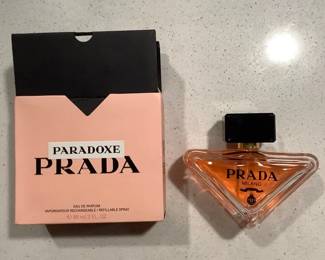 PARADOXE
PRADA
EAU DE PARFUM
VAPORISATEUR RECHARGEABLE / REFILLABLE SPRAY
PRADA
MILANO